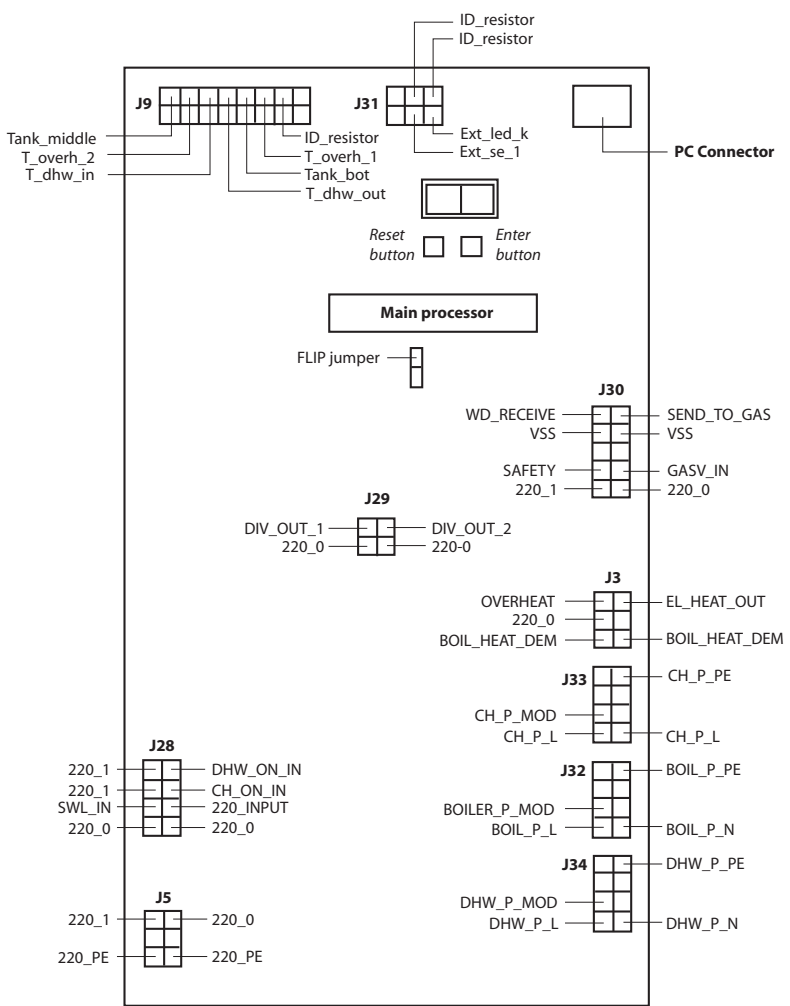 ID_resistor
ID_resistor
J9
J31
Tank_middle
T_overh_2
T_dhw_in
ID_resistor
T_overh_1
Tank_bot
T_dhw_out
Ext_led_k
Ext_se_1
PC Connector
Reset
button
Enter
button
Main processor
FLIP jumper
J30
WD_RECEIVE
SEND_TO_GAS
VSS
VSS
SAFETY
GASV_IN
220_1
220_0
J29
DIV_OUT_1
DIV_OUT_2
220_0
220-0
J3
OVERHEAT
EL_HEAT_OUT
220_0
BOIL_HEAT_DEM
BOIL_HEAT_DEM
J33
CH_P_PE
CH_P_MOD
CH_P_L
CH_P_L
J28
220_1
DHW_ON_IN
220_1
CH_ON_IN
SWL_IN
220_INPUT
220_0
220_0
J32
BOIL_P_PE
BOILER_P_MOD
BOIL_P_L
BOIL_P_N
J34
DHW_P_PE
DHW_P_MOD
DHW_P_L
DHW_P_N
J5
220_1
220_0
220_PE
220_PE